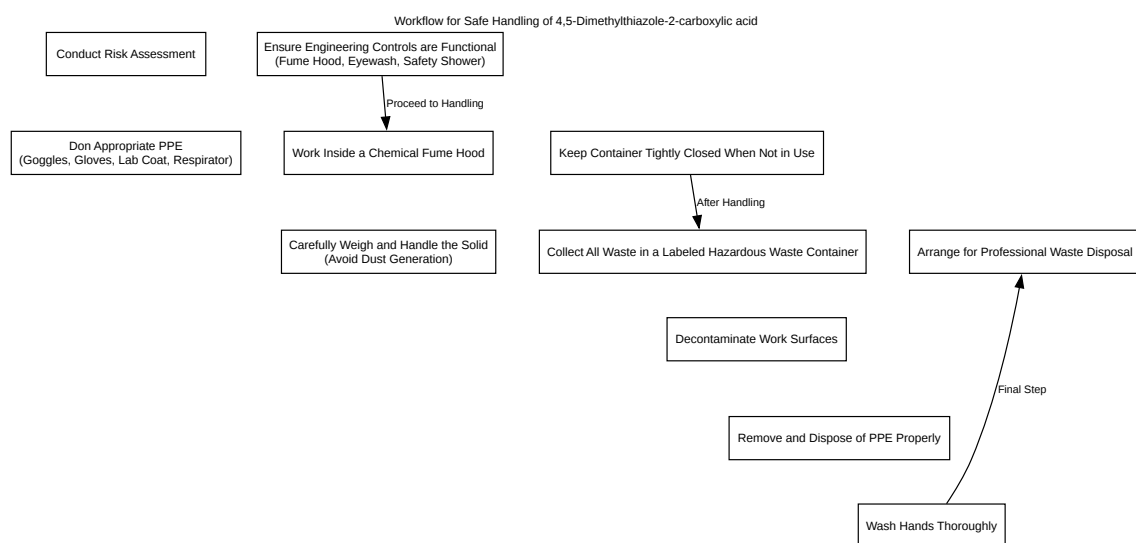 Workflow for Safe Handling of 4,5-Dimethylthiazole-2-carboxylic acid
Conduct Risk Assessment
Ensure Engineering Controls are Functional
(Fume Hood, Eyewash, Safety Shower)
Proceed to Handling
Don Appropriate PPE
(Goggles, Gloves, Lab Coat, Respirator)
Work Inside a Chemical Fume Hood
Keep Container Tightly Closed When Not in Use
After Handling
Carefully Weigh and Handle the Solid
(Avoid Dust Generation)
Collect All Waste in a Labeled Hazardous Waste Container
Arrange for Professional Waste Disposal
Decontaminate Work Surfaces
Final Step
Remove and Dispose of PPE Properly
Wash Hands Thoroughly